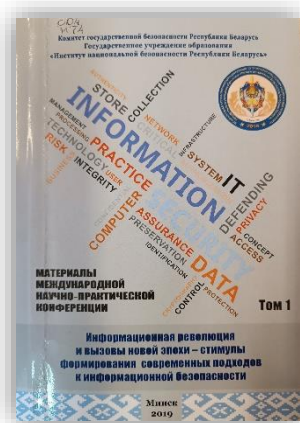 Комитет государственной безопасности Республики Беларусь
Государственное учреждение образования
«Институт национальной безопасности Республики Беларусь»
STORE
COLLECTION
NETWORK
INFRASTRUCTURE
MANAGEMENT
PROCESSING
TECHNOLOGY
RISK
USER
PRACTICE
INTEGRITY
INFORMATION
CRITICAL
SYSTEM
IT
DEFENDING
PRIVACY
CONCEPT
ACCESS
SECURITY
COMPUTER
ASSURANCE
PRESERVATION
IDENTIFICATION
DATA
CONTROL
PROTECTION
МАТЕРИАЛЫ
МЕЖДУНАРОДНОЙ
НАУЧНО-ПРАКТИЧЕСКОЙ
КОНФЕРЕНЦИИ
Том 1
Информационная революция
и вызовы новой эпохи – стимулы
формирования современных подходов
к информационной безопасности
Минск
2019